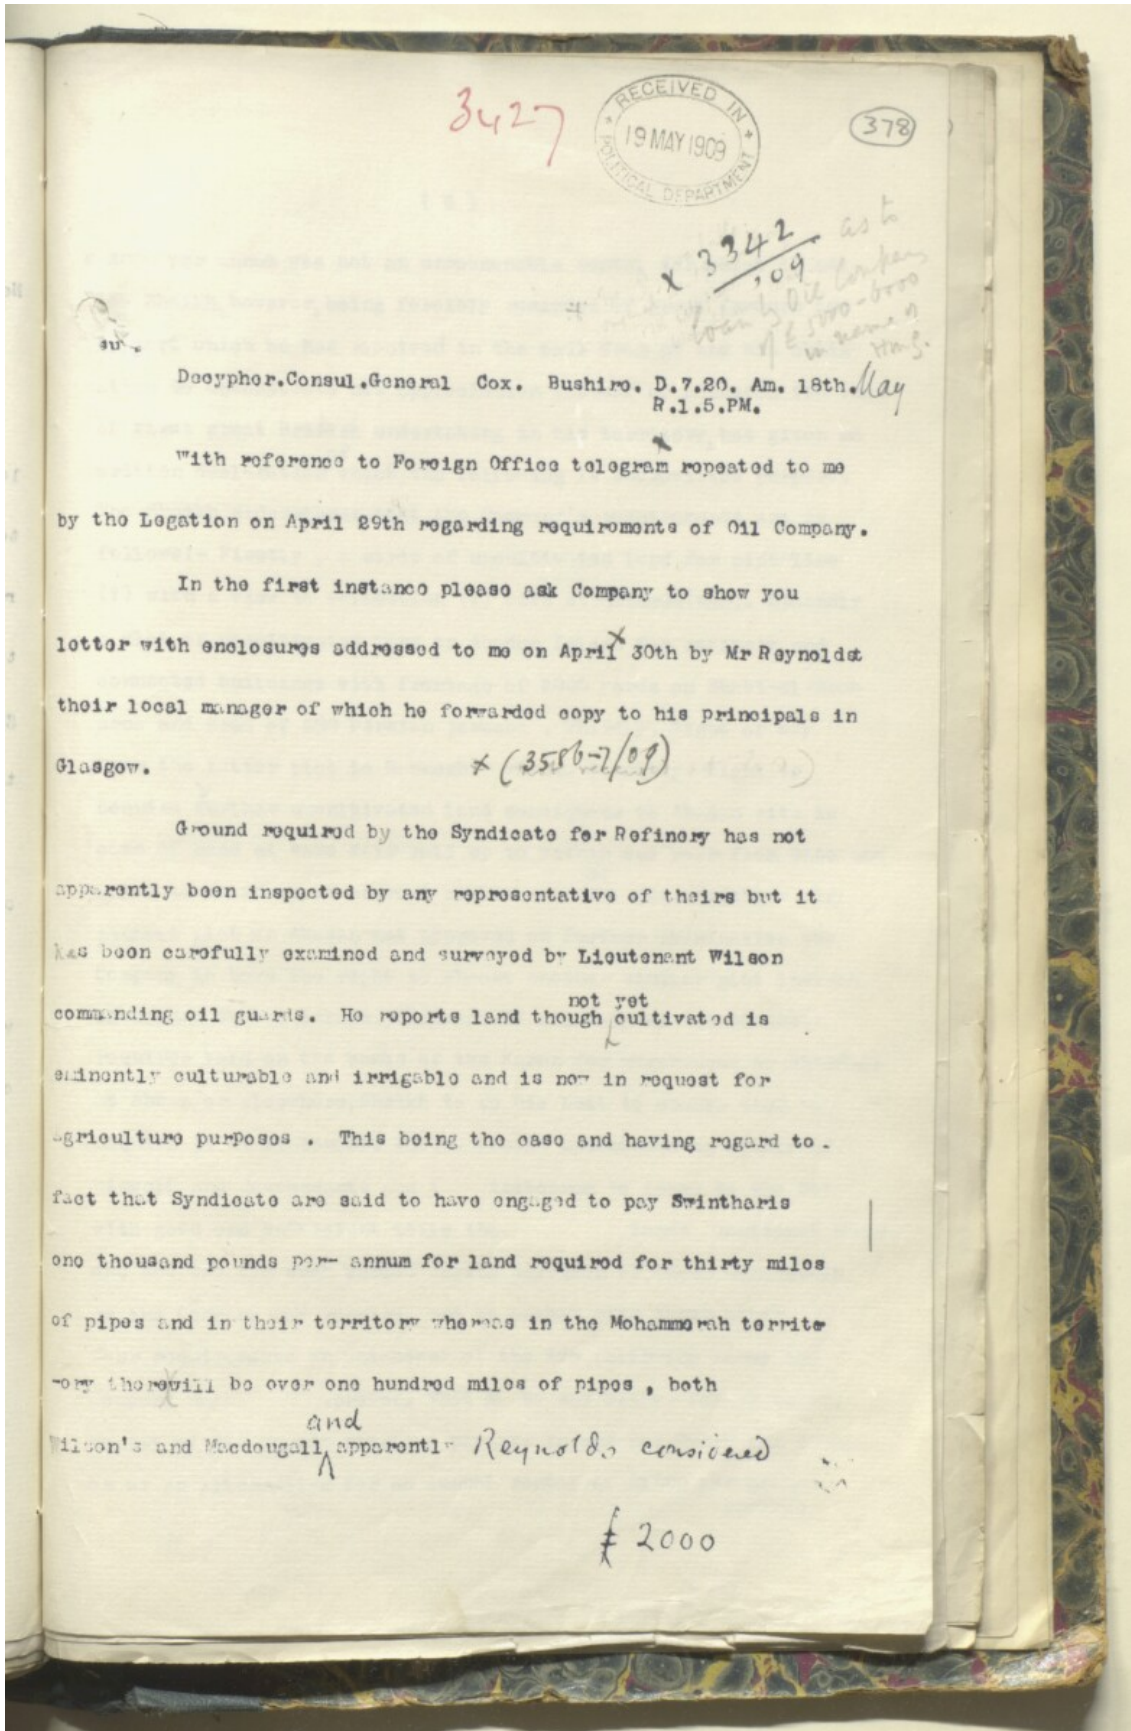 3427
RECEIVED IN
19 MAY 1909
POLITICAL DEPARTMENT
378
x 3342
/09
as to
loan by Oil Company
of £5000-6000
in name of
H.M.G.
Decypher.Consul.General Cox. Bushire. D.7.20. Am. 18th. May
R.1.5.PM.
x
With reference to Foreign Office telegram repeated to me
by the Legation on April 29th regarding requirements of Oil Company.
In the first instance please ask Company to show you
x
letter with enclosures addressed to me on April 30th by Mr Reynolds
their local manager of which he forwarded copy to his principals in
Glasgow.
x (3586-7/09)
Ground required by the Syndicate for Refinery has not
apparently been inspected by any representative of theirs but it
has been carefully examined and surveyed by Lieutenant Wilson
not yet
commanding oil guards. He reports land though cultivated is
eminently culturable and irrigable and is now in request for
agriculture purposes . This being the case and having regard to .
fact that Syndicate are said to have engaged to pay Swintharis
one thousand pounds per- annum for land required for thirty miles
of pipes and in their territory whereas in the Mohammerah territe
-ory there will be over one hundred miles of pipes , both
and
Wilson's and Macdougall apparently Reynolds considered
£ 2000